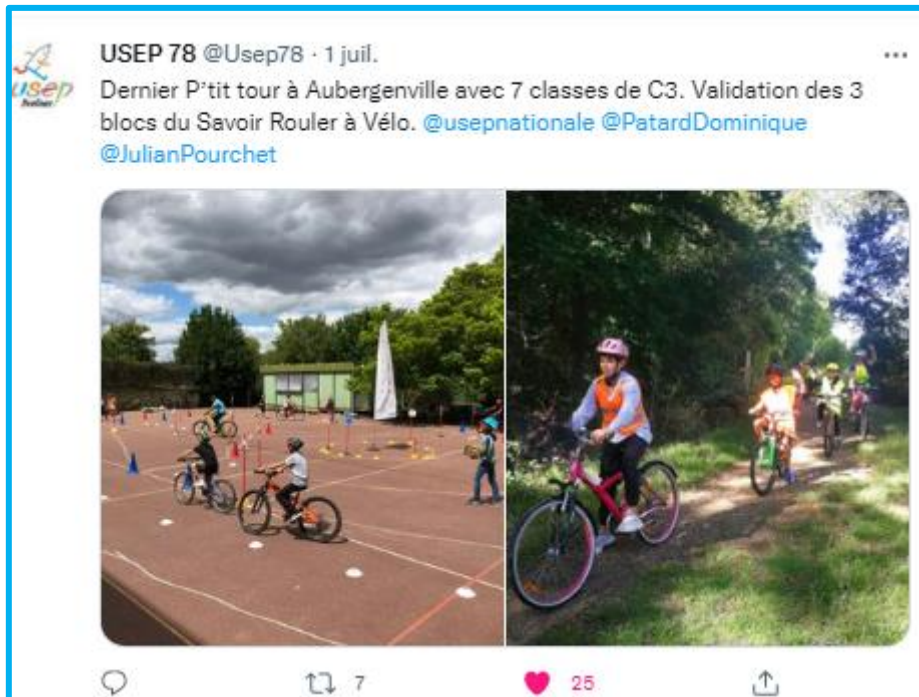 USEP 78 @Usep78 · 1 juil.
usep
Dernier P'tit tour à Aubergenville avec 7 classes de C3. Validation des 3
blocs du Savoir Rouler à Vélo. @usepnationale @PatardDominique
@JulianPourchet
7 25